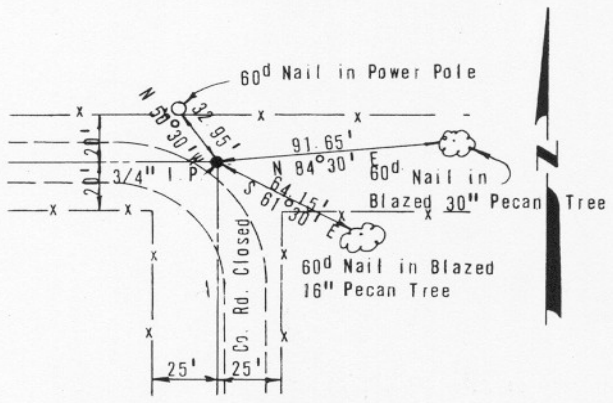 60d Nail in Power Pole
N 50°30' W
32.95'
91.65'
N 84°30' E
60d
Nail in
Blazed 30" Pecan Tree
20'
20'
3/4" I.P.
64.15'
S 61°30' E
60d Nail in Blazed
16" Pecan Tree
Co. Rd. Closed
25'
25'
N